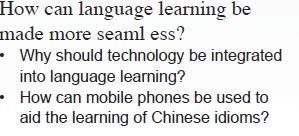 How can language learning be
made more seaml ess?
• Why should technology be integrated
into language learning?
• How can mobile phones be used to
aid the learning of Chinese idioms?